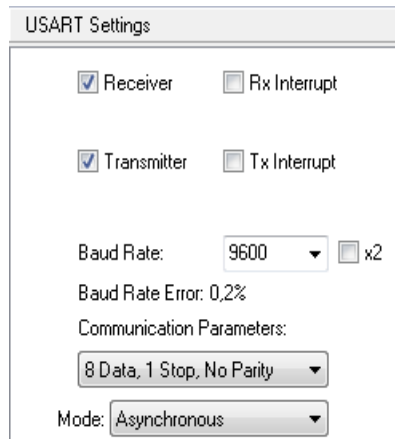 USART Settings
Receiver Rx Interrupt
Transmitter Tx Interrupt
Baud Rate: 9600 x2
Baud Rate Error: 0,2%
Communication Parameters:
8 Data, 1 Stop, No Parity
Mode: Asynchronous